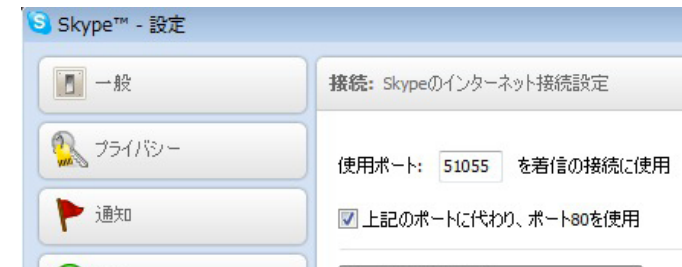 Skype™ - 設定
一般
プライバシー
通知
接続: Skypeのインターネット接続設定
使用ポート: 51055 を着信の接続に使用
上記のポートに代わり、ポート80を使用